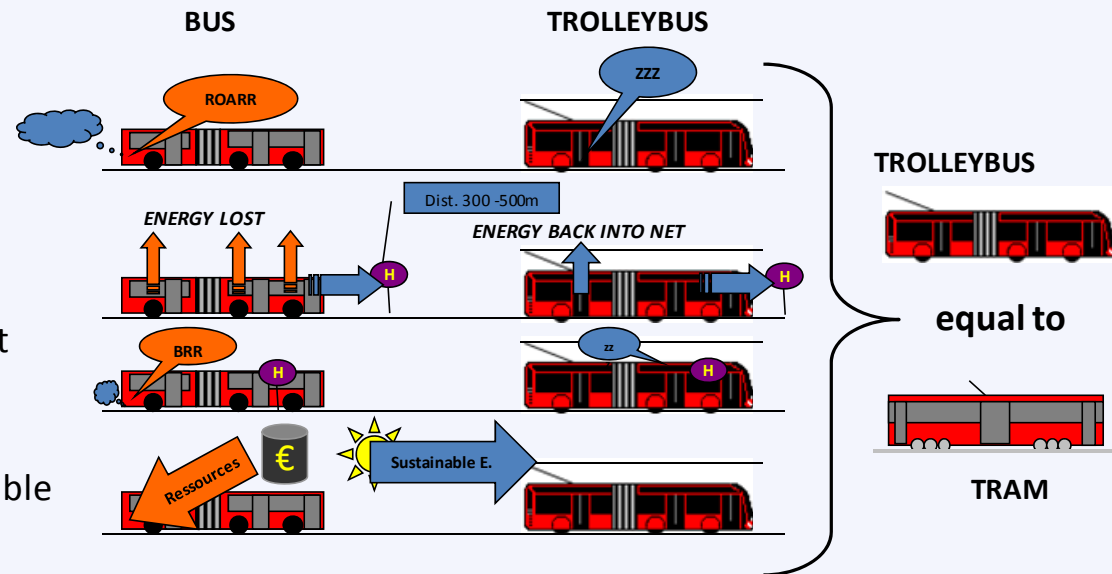 BUS
TROLLEYBUS
ROARR
ZZZ
TROLLEYBUS
Dist. 300 -500m
ENERGY LOST
ENERGY BACK INTO NET
H
H
equal to
t
BRR
H
zz
H
€
Ressources
Sustainable E.
ble
TRAM